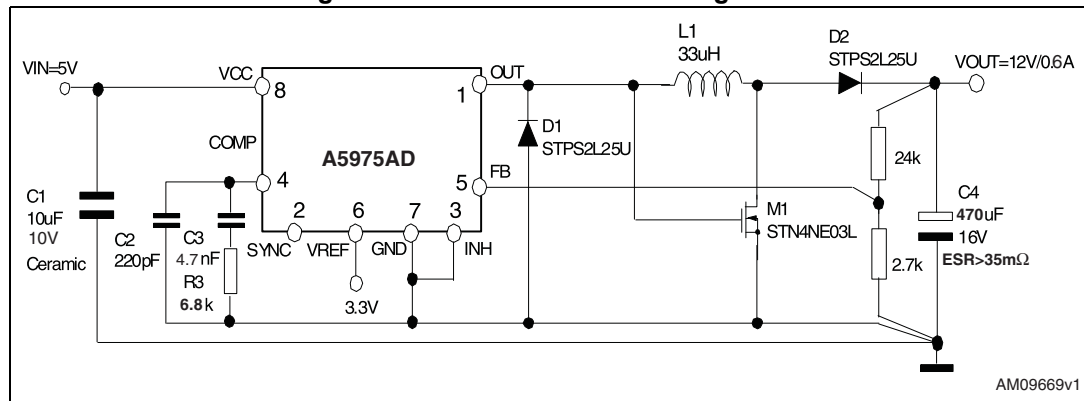 L1
33uH
D2
STPS2L25U
VOUT=12V/0.6A
VIN=5V
VCC
8
OUT
1
COMP
A5975AD
D1
STPS2L25U
FB
5
4
24k
C1
10uF
10V
Ceramic
C2
220pF
C3
4.7nF
R3
6.8k
2
6
7
3
SYNC
VREF
GND
INH
3.3V
M1
STN4NE03L
2.7k
C4
470uF
16V
ESR>35mΩ
AM09669v1